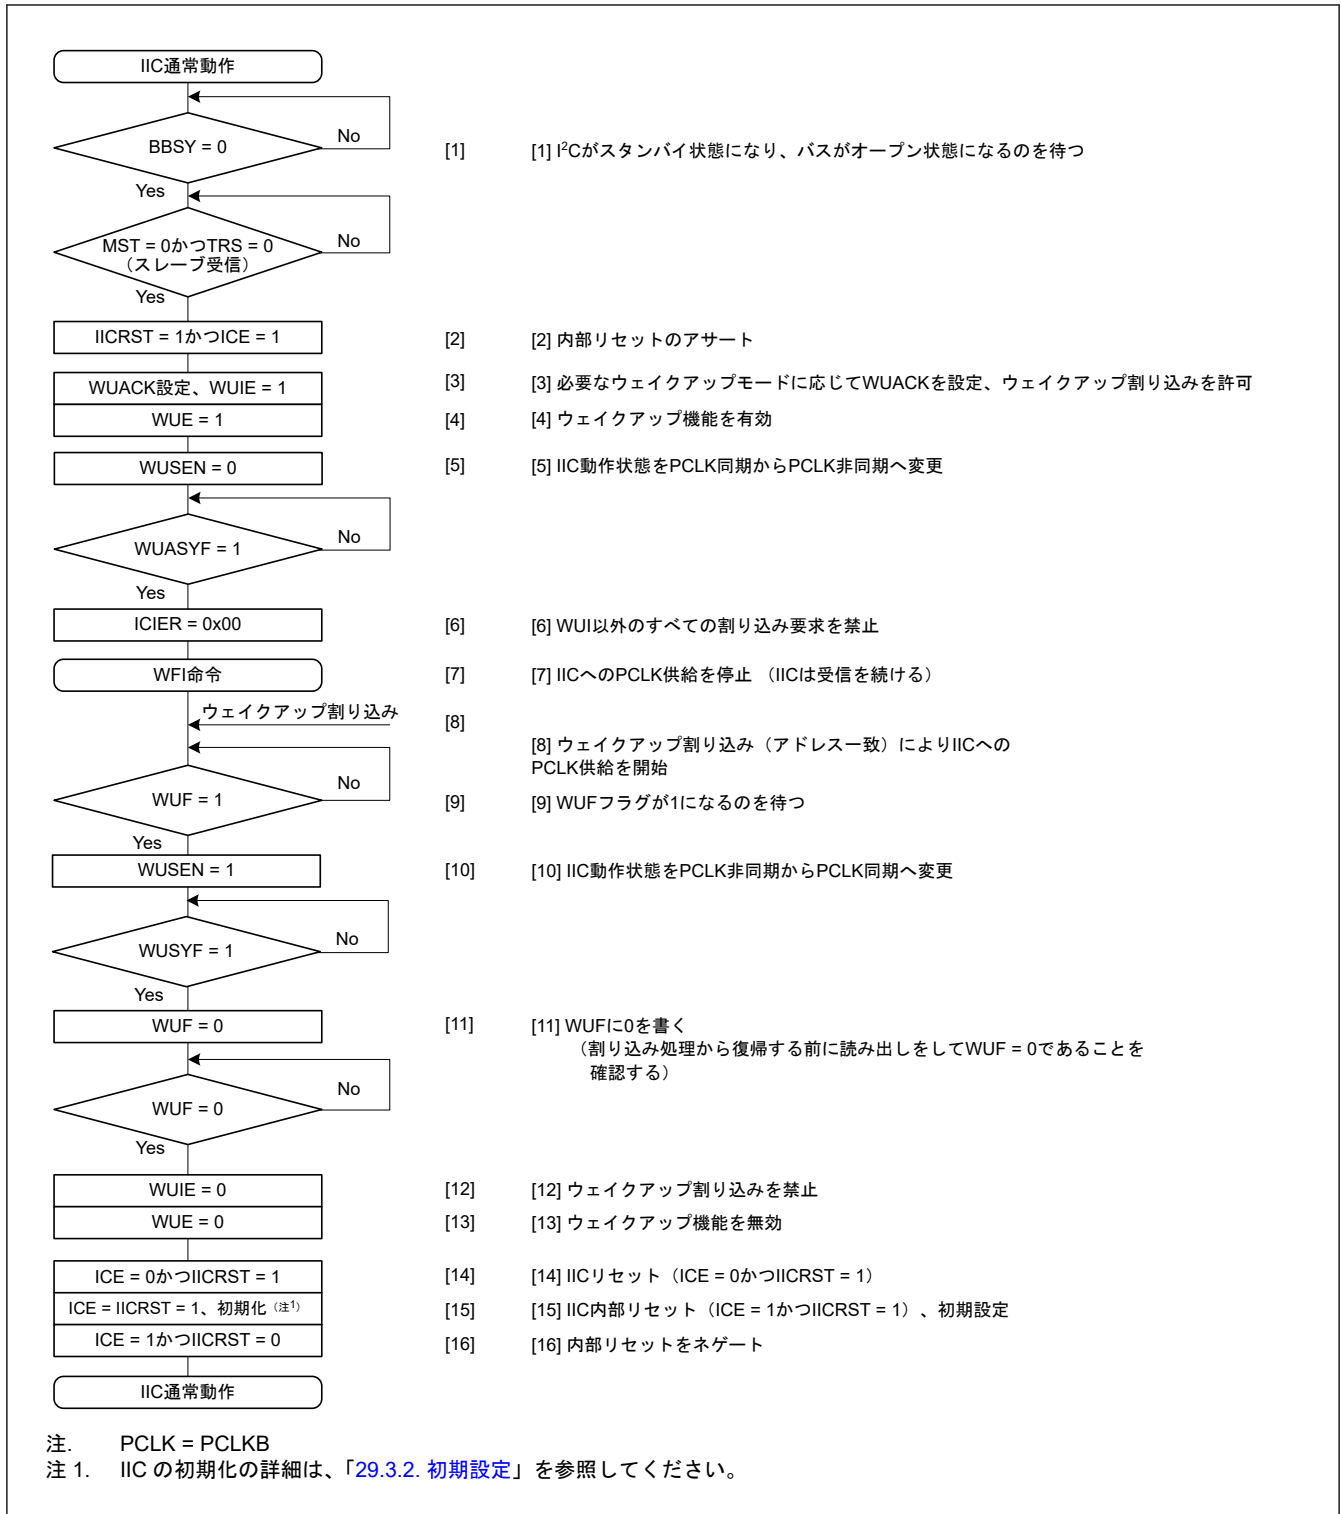 IIC通常動作
BBSY = 0
No
[1] [1] I²Cがスタンバイ状態になり、バスがオープン状態になるのを待つ
Yes
MST = 0かつTRS = 0
（スレーブ受信）
No
Yes
IICRST = 1かつICE = 1
[2] [2] 内部リセットのアサート
WUACK設定、WUIE = 1
[3] [3] 必要なウェイクアップモードに応じてWUACKを設定、ウェイクアップ割り込みを許可
WUE = 1
[4] [4] ウェイクアップ機能を有効
WUSEN = 0
[5] [5] IIC動作状態をPCLK同期からPCLK非同期へ変更
WUASYF = 1
No
Yes
ICIER = 0x00
[6] [6] WUI以外のすべての割り込み要求を禁止
WFI命令
[7] [7] IICへのPCLK供給を停止 （IICは受信を続ける）
ウェイクアップ割り込み
[8]
[8] ウェイクアップ割り込み（アドレス一致）によりIICへの
PCLK供給を開始
WUF = 1
No
[9] [9] WUFフラグが1になるのを待つ
Yes
WUSEN = 1
[10] [10] IIC動作状態をPCLK非同期からPCLK同期へ変更
WUSYF = 1
No
Yes
WUF = 0
[11] [11] WUFに0を書く
（割り込み処理から復帰する前に読み出しをしてWUF = 0であることを
確認する）
WUF = 0
No
Yes
WUIE = 0
[12] [12] ウェイクアップ割り込みを禁止
WUE = 0
[13] [13] ウェイクアップ機能を無効
ICE = 0かつIICRST = 1
[14] [14] IICリセット（ICE = 0かつIICRST = 1）
ICE = IICRST = 1、初期化（注1）
[15] [15] IIC内部リセット（ICE = 1かつIICRST = 1）、初期設定
ICE = 1かつIICRST = 0
[16] [16] 内部リセットをネゲート
IIC通常動作
注. PCLK = PCLKB
注 1. IIC の初期化の詳細は、「29.3.2. 初期設定」を参照してください。